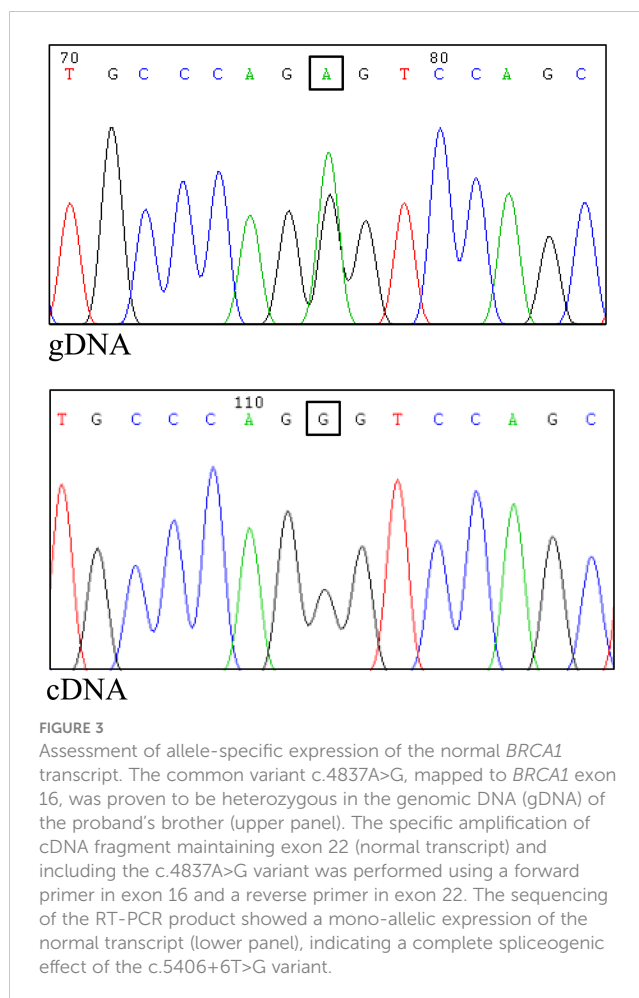 70 80
T G C C C A G A G T C C A G C
gDNA
110
T G C C C A G G G T C C A G C
cDNA
FIGURE 3
Assessment of allele-specific expression of the normal BRCA1
transcript. The common variant c.4837A>G, mapped to BRCA1 exon
16, was proven to be heterozygous in the genomic DNA (gDNA) of
the proband's brother (upper panel). The specific amplification of
cDNA fragment maintaining exon 22 (normal transcript) and
including the c.4837A>G variant was performed using a forward
primer in exon 16 and a reverse primer in exon 22. The sequencing
of the RT-PCR product showed a mono-allelic expression of the
normal transcript (lower panel), indicating a complete spliceogenic
effect of the c.5406+6T>G variant.